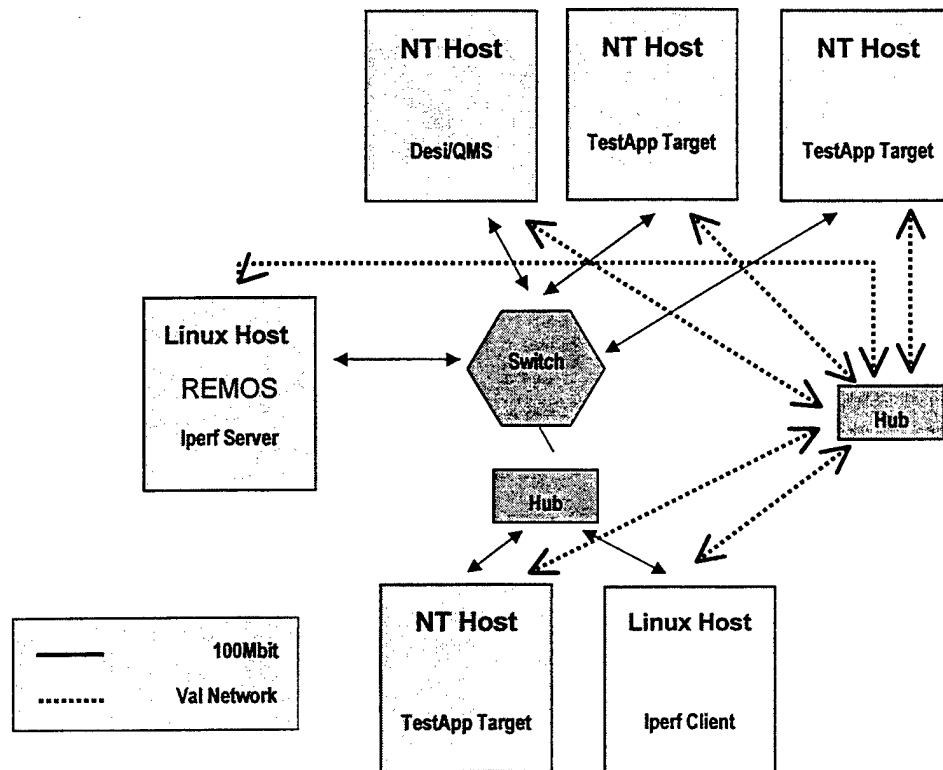 NT Host
Desi/QMS
NT Host
TestApp Target
NT Host
TestApp Target
Linux Host
REMOS
Iperf Server
Switch
Hub
Hub
NT Host
TestApp Target
Linux Host
Iperf Client
100Mbit
Val Network